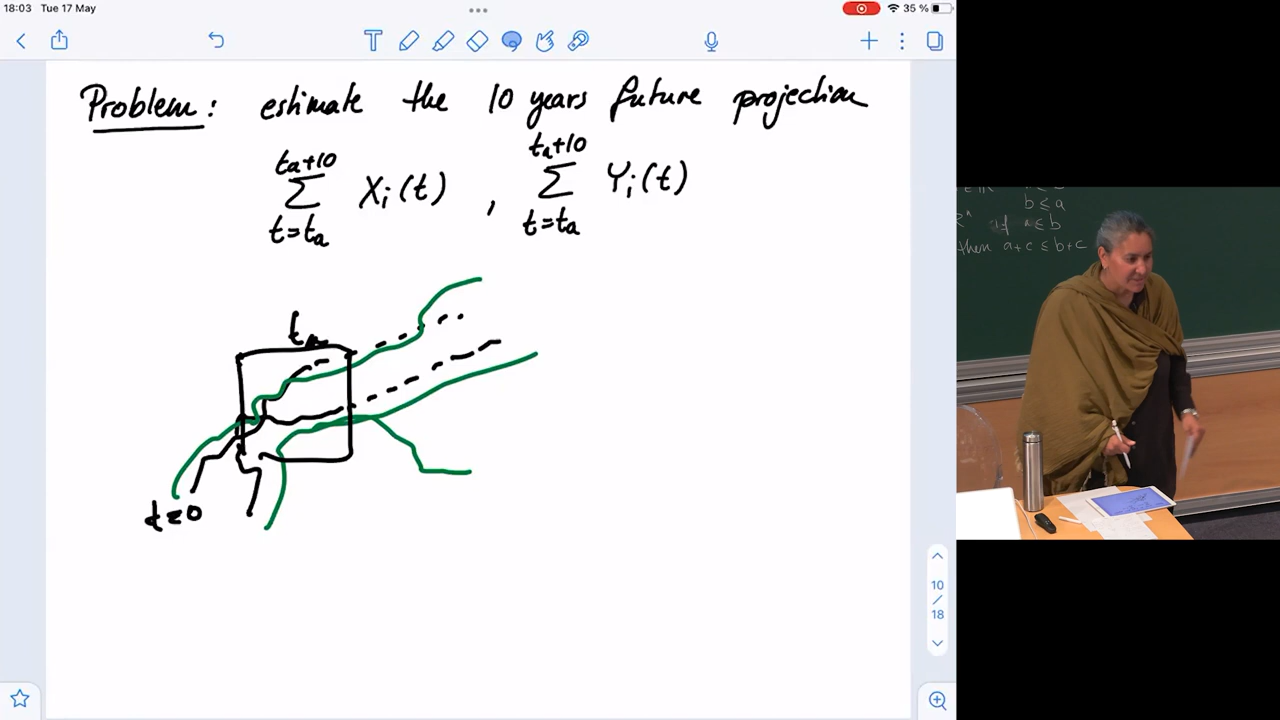 18:03 Tue 17 May
35 %
Problem: estimate the 10 years future projection
ta+10
∑ Xi(t) ,
t=ta
ta+10
∑ Yi(t)
t=ta
ta
t=0
10
/
18
b ≤ a
if a ≤ b
then a+c ≤ b+c